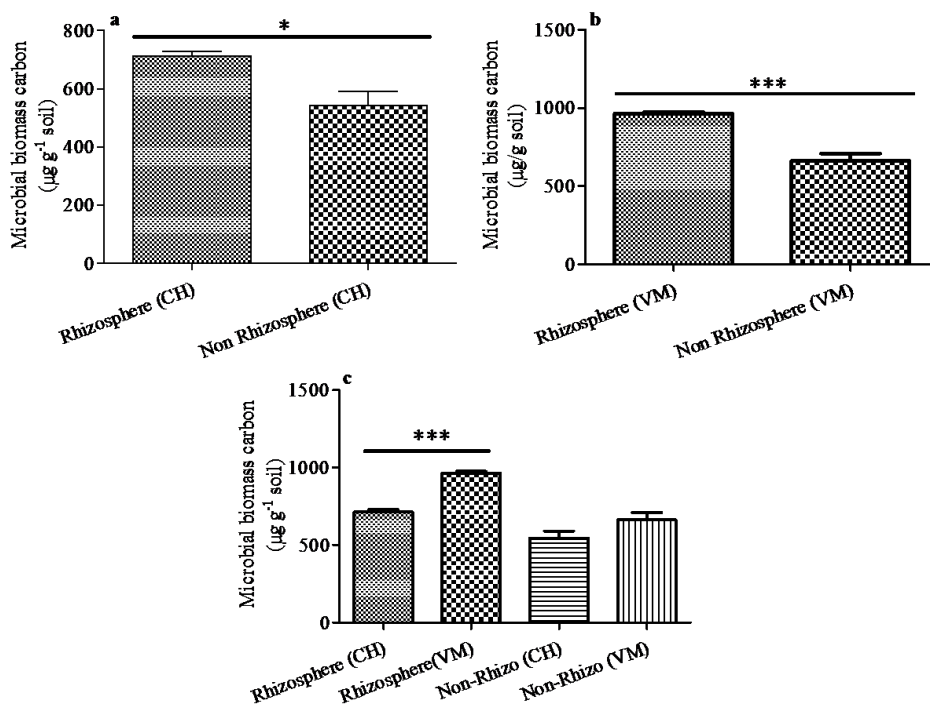 a
*
Microbial biomass carbon
(µg g⁻¹ soil)
800
600
400
200
0
Rhizosphere (CH)
Non Rhizosphere (CH)
b
***
Microbial biomass carbon
(µg/g soil)
1500
1000
500
0
Rhizosphere (VM)
Non Rhizosphere (VM)
c
***
Microbial biomass carbon
(µg g⁻¹ soil)
1500
1000
500
0
Rhizosphere (CH)
Rhizosphere(VM)
Non-Rhizo (CH)
Non-Rhizo (VM)